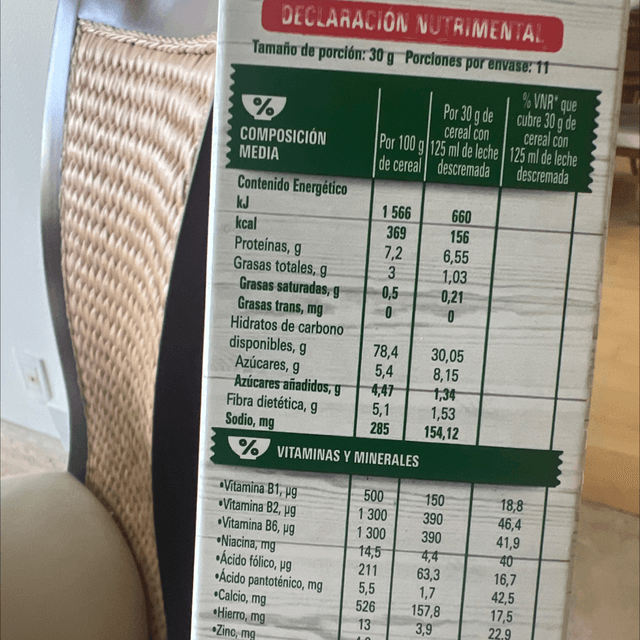 DECLARACIÓN NUTRIMENTAL
Tamaño de porción: 30 g Porciones por envase: 11
%
COMPOSICIÓN MEDIA
Por 100 g de cereal
Por 30 g de cereal con 125 ml de leche descremada
% VNR* que cubre 30 g de cereal con 125 ml de leche descremada
Contenido Energético
kJ 1 566 660
kcal 369 156
Proteínas, g 7,2 6,55
Grasas totales, g 3 1,03
Grasas saturadas, g 0,5 0,21
Grasas trans, mg 0 0
Hidratos de carbono
disponibles, g 78,4 30,05
Azúcares, g 5,4 8,15
Azúcares añadidos, g 4,47 1,34
Fibra dietética, g 5,1 1,53
Sodio, mg 285 154,12
% VITAMINAS Y MINERALES
•Vitamina B1, µg 500 150 18,8
•Vitamina B2, µg 1 300 390 46,4
•Vitamina B6, µg 1 300 390 41,9
•Niacina, mg 14,5 4,4 40
•Ácido fólico, µg 211 63,3 16,7
•Ácido pantoténico, mg 5,5 1,7 42,5
•Calcio, mg 526 157,8 17,5
•Hierro, mg 13 3,9 22,9
•Zinc, mg